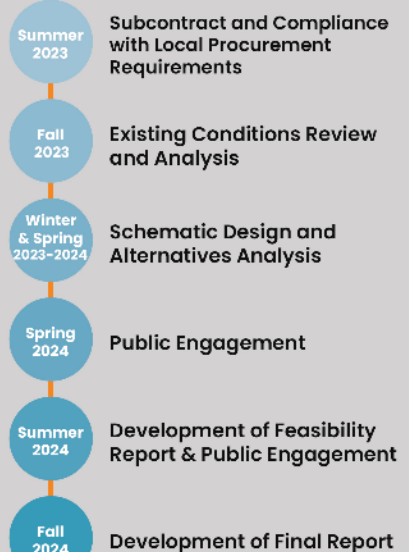 Summer
2023
Subcontract and Compliance
with Local Procurement
Requirements
Fall
2023
Existing Conditions Review
and Analysis
Winter
& Spring
2023-2024
Schematic Design and
Alternatives Analysis
Spring
2024
Public Engagement
Summer
2024
Development of Feasibility
Report & Public Engagement
Fall
2024
Development of Final Report